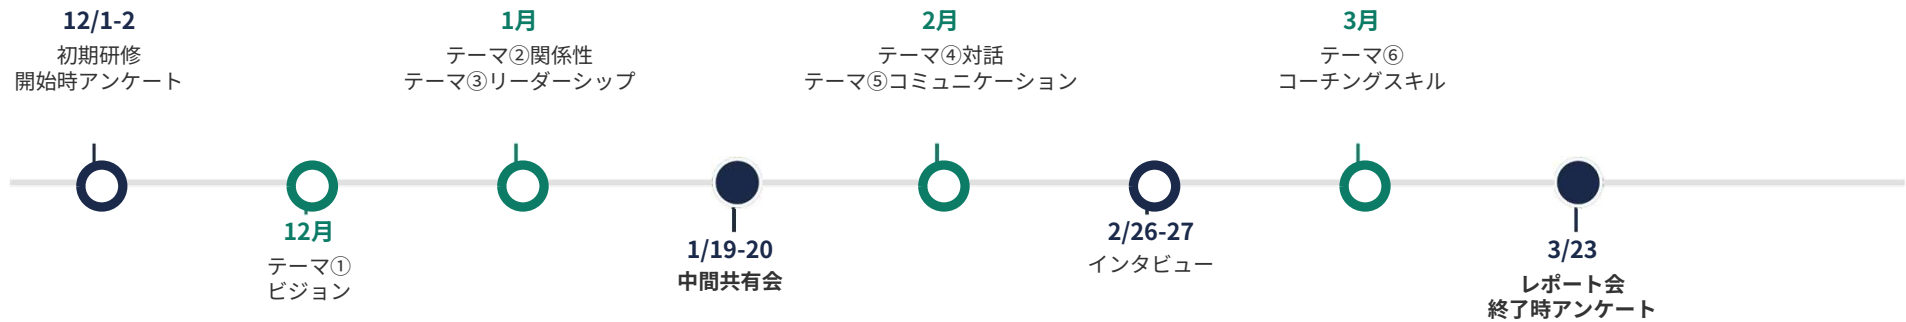 12/1-2
初期研修
開始時アンケート
12月
テーマ①
ビジョン
1月
テーマ②関係性
テーマ③リーダーシップ
1/19-20
中間共有会
2月
テーマ④対話
テーマ⑤コミュニケーション
2/26-27
インタビュー
3月
テーマ⑥
コーチングスキル
3/23
レポート会
終了時アンケート